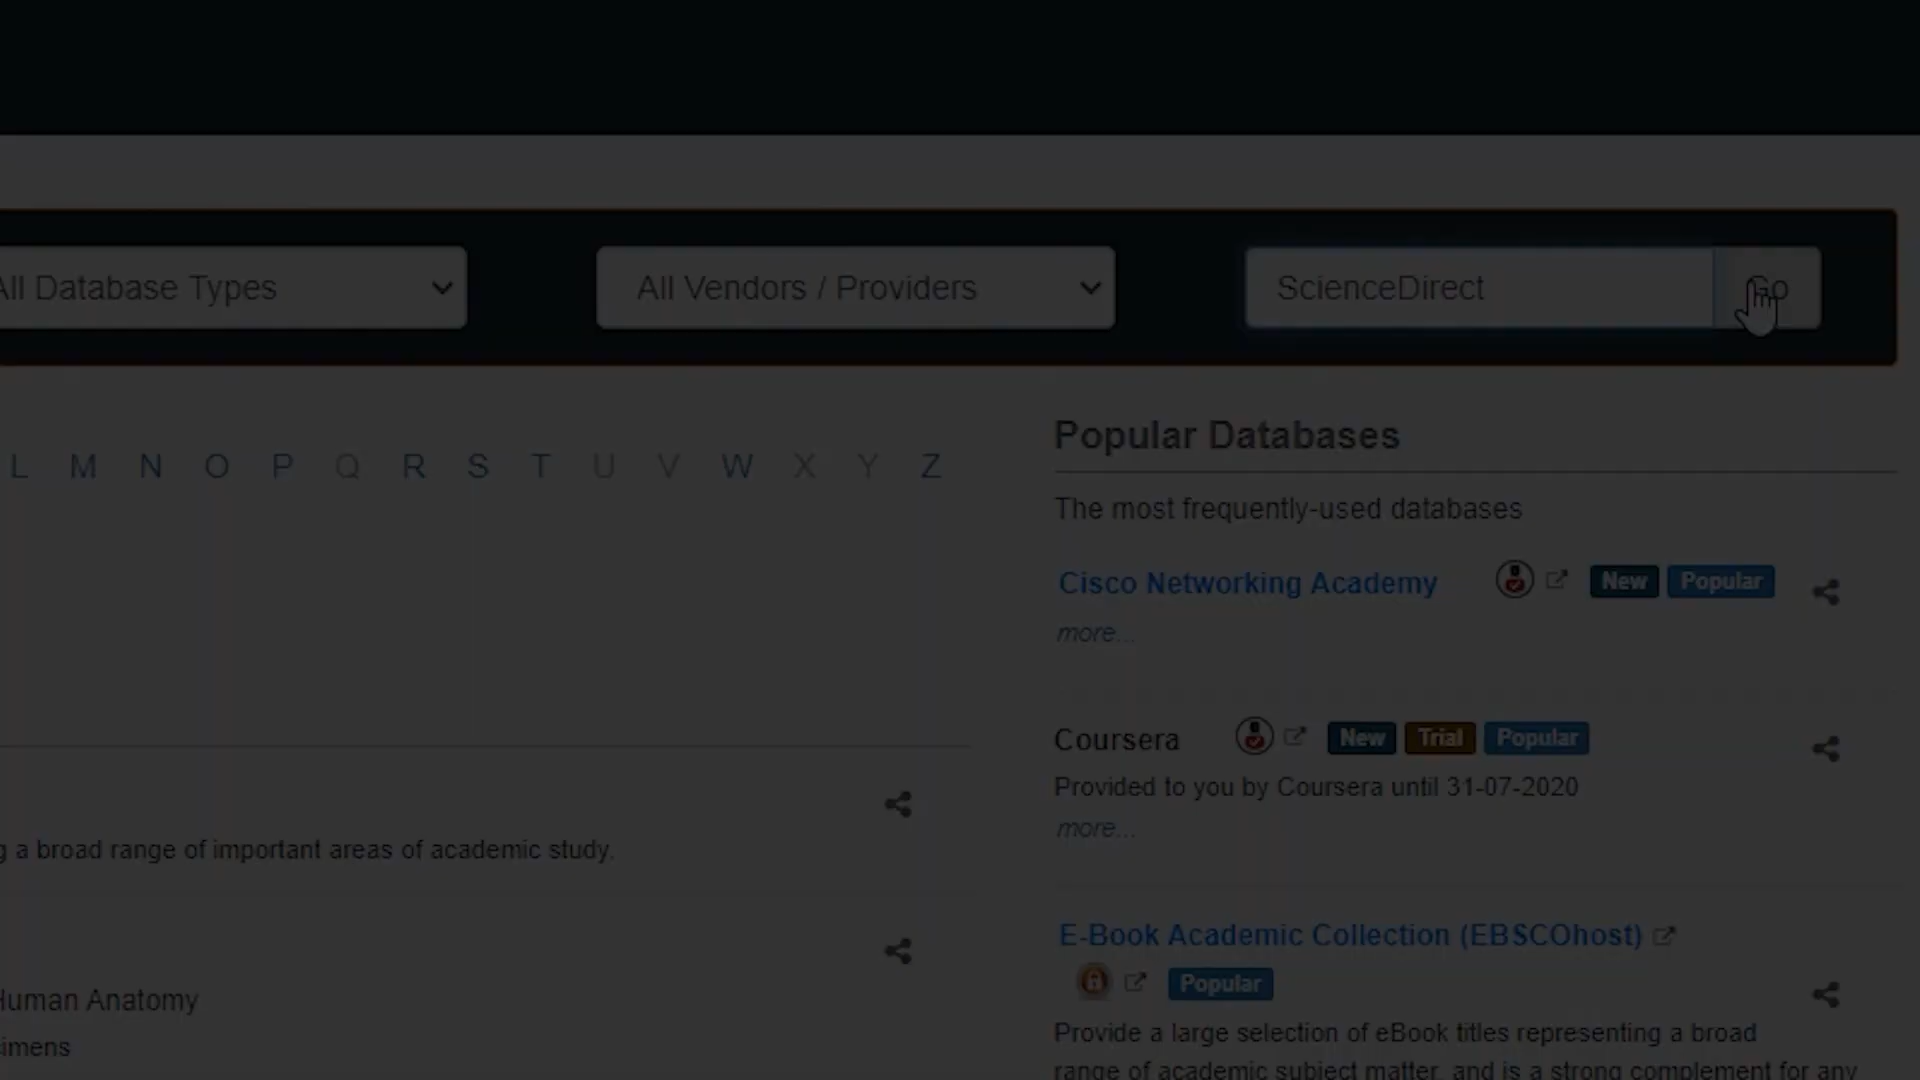 All Database Types
All Vendors / Providers
ScienceDirect
Go
L M N O P Q R S T U V W X Y Z
g a broad range of important areas of academic study.
Human Anatomy
cimens
Popular Databases
The most frequently-used databases
Cisco Networking Academy New Popular
more...
Coursera New Trial Popular
Provided to you by Coursera until 31-07-2020
more...
E-Book Academic Collection (EBSCOhost)
Popular
Provide a large selection of eBook titles representing a broad
range of academic subject matter, and is a strong complement for any